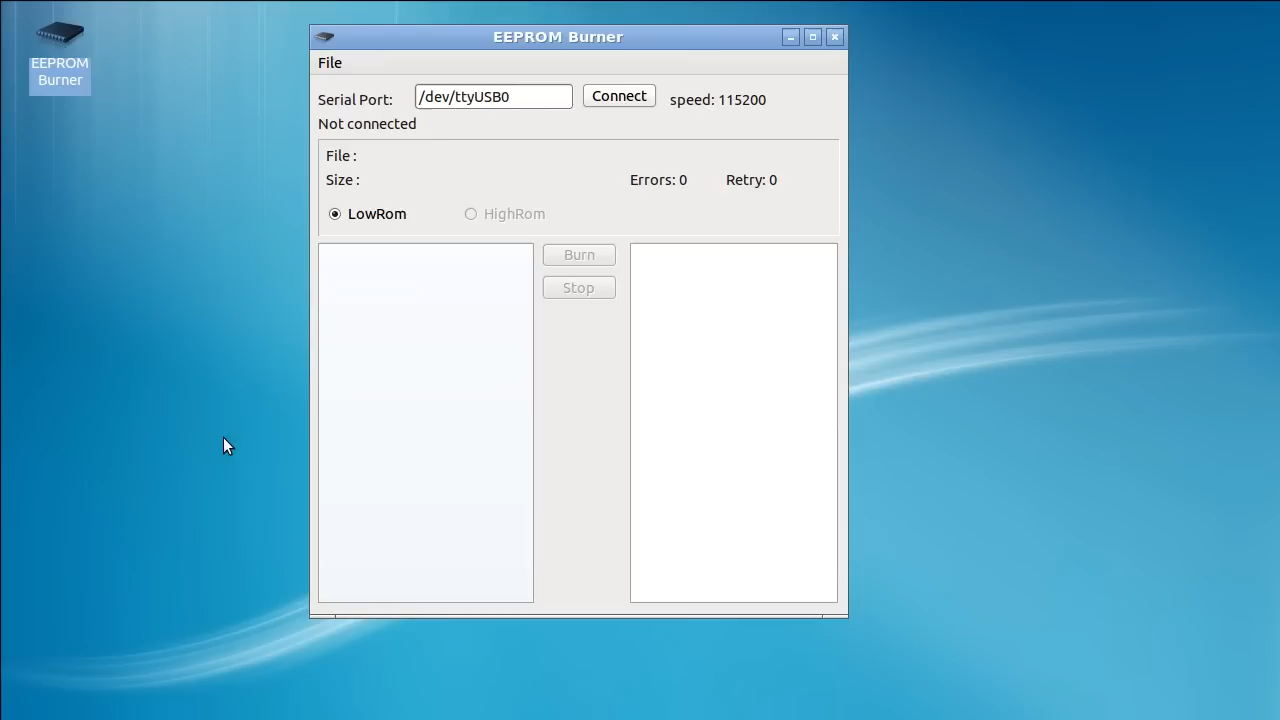 EEPROM
Burner
EEPROM Burner
File
Serial Port: /dev/ttyUSB0 Connect speed: 115200
Not connected
File :
Size : Errors: 0 Retry: 0
LowRom HighRom
Burn
Stop